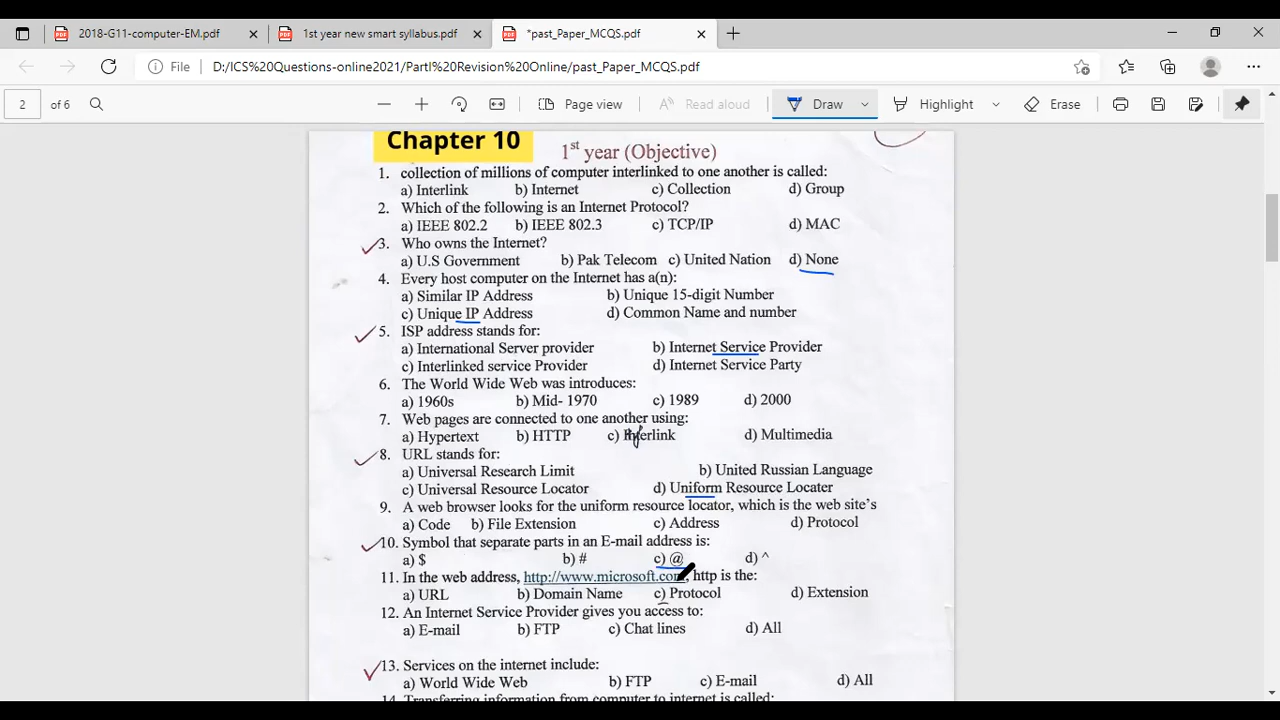 2018-G11-computer-EM.pdf
1st year new smart syllabus.pdf
*past_Paper_MCQS.pdf
File D:/ICS%20Questions-online2021/PartI%20Revision%20Online/past_Paper_MCQS.pdf
2 of 6 Page view Read aloud Draw Highlight Erase
Chapter 10
1st year (Objective)
1. collection of millions of computer interlinked to one another is called:
a) Interlink b) Internet c) Collection d) Group
2. Which of the following is an Internet Protocol?
a) IEEE 802.2 b) IEEE 802.3 c) TCP/IP d) MAC
3. Who owns the Internet?
a) U.S Government b) Pak Telecom c) United Nation d) None
4. Every host computer on the Internet has a(n):
a) Similar IP Address b) Unique 15-digit Number
c) Unique IP Address d) Common Name and number
5. ISP address stands for:
a) International Server provider b) Internet Service Provider
c) Interlinked service Provider d) Internet Service Party
6. The World Wide Web was introduces:
a) 1960s b) Mid- 1970 c) 1989 d) 2000
7. Web pages are connected to one another using:
a) Hypertext b) HTTP c) d) Multimedia
8. URL stands for:
a) Universal Research Limit b) United Russian Language
c) Universal Resource Locator d) Uniform Resource Locater
9. A web browser looks for the uniform resource locator, which is the web site's
a) Code b) File Extension c) Address d) Protocol
10. Symbol that separate parts in an E-mail address is:
a) $ b) # c) @ d) ^
11. In the web address, http://www.microsoft.com, http is the:
a) URL b) Domain Name c) Protocol d) Extension
12. An Internet Service Provider gives you access to:
a) E-mail b) FTP c) Chat lines d) All
13. Services on the internet include:
a) World Wide Web b) FTP c) E-mail d) All
14. Transferring information from computer to internet is called: